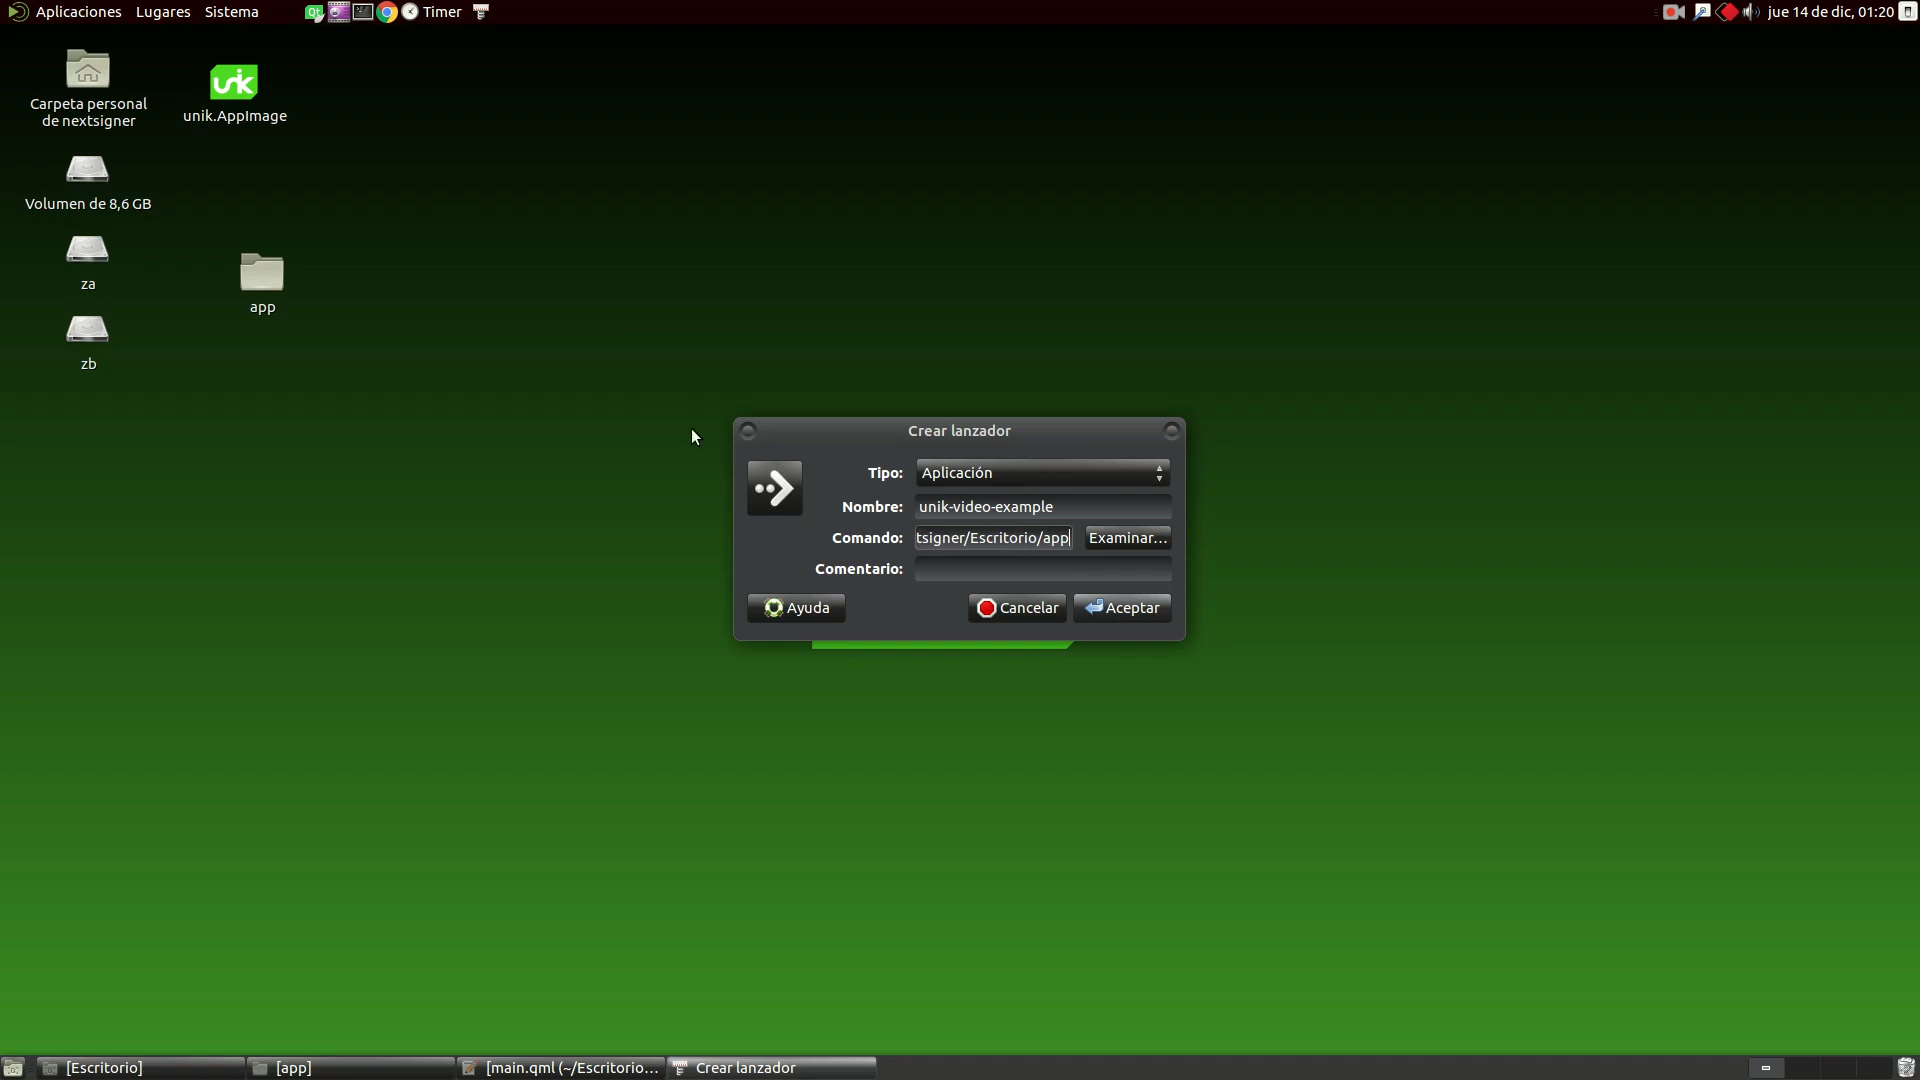 Aplicaciones Lugares Sistema
Qt
Timer
jue 14 de dic, 01:20
Carpeta personal
de nextsigner
unik
unik.AppImage
Volumen de 8,6 GB
za
app
zb
Crear lanzador
Tipo: Aplicación
Nombre: unik-video-example
Comando: tsigner/Escritorio/app Examinar...
Comentario:
Ayuda Cancelar Aceptar
[Escritorio] [app] [main.qml (~/Escritorio... Crear lanzador